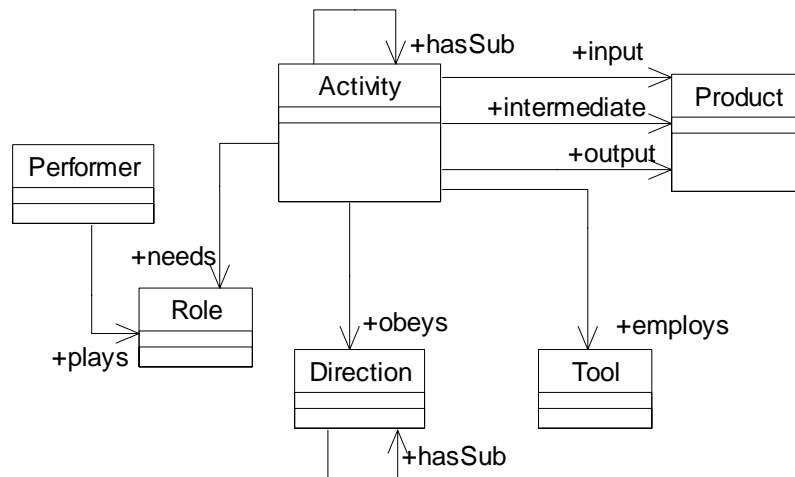 +hasSub
Activity
+input
Product
+intermediate
+output
Performer
+needs
Role
+plays
+obeys
+employs
Direction
Tool
+hasSub